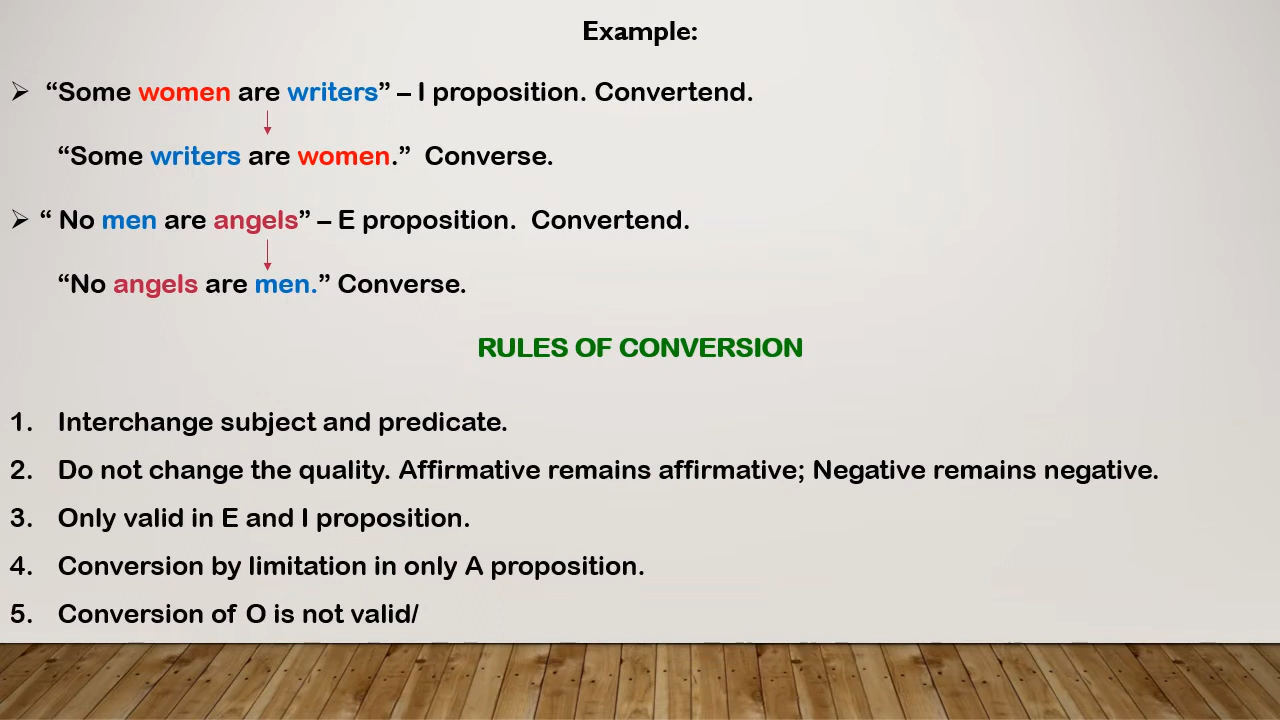 Example:
➢ “Some women are writers” – I proposition. Convertend.
“Some writers are women.” Converse.
➢ “ No men are angels” – E proposition. Convertend.
“No angels are men.” Converse.
RULES OF CONVERSION
1. Interchange subject and predicate.
2. Do not change the quality. Affirmative remains affirmative; Negative remains negative.
3. Only valid in E and I proposition.
4. Conversion by limitation in only A proposition.
5. Conversion of O is not valid/